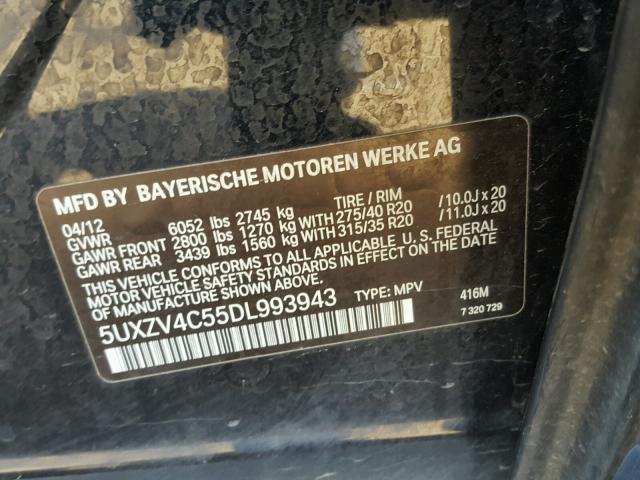 MFD BY BAYERISCHE MOTOREN WERKE AG
04/12 6052 lbs 2745 kg TIRE / RIM
GVWR
GAWR FRONT 2800 lbs 1270 kg WITH 275/40 R20 /10.0J x 20
GAWR REAR 3439 lbs 1560 kg WITH 315/35 R20 /11.0J x 20
THIS VEHICLE CONFORMS TO ALL APPLICABLE U.S. FEDERAL
MOTOR VEHICLE SAFETY STANDARDS IN EFFECT ON THE DATE
OF MANUFACTURE SHOWN ABOVE.
5UXZV4C55DL993943 TYPE: MPV 416M
7 320 729